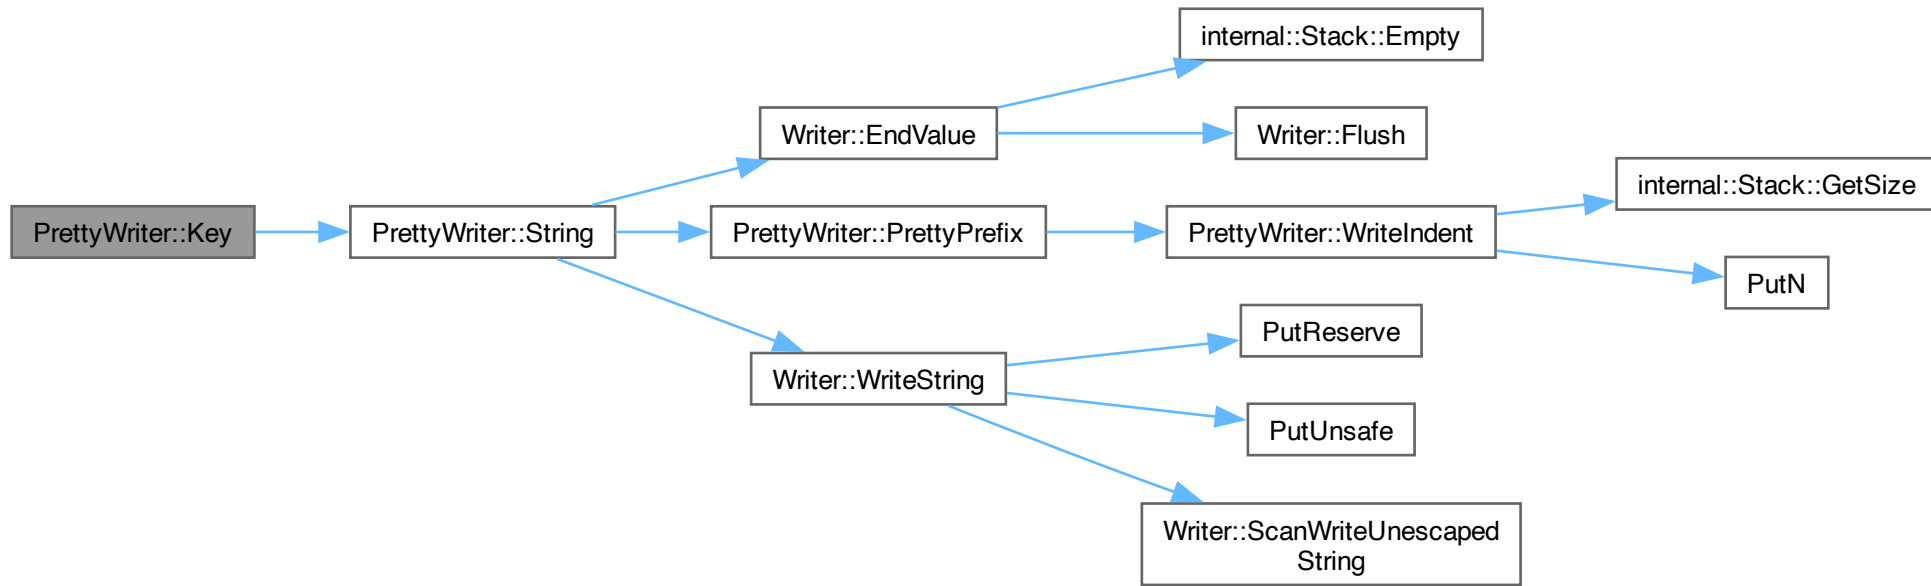 internal::Stack::Empty
Writer::EndValue
Writer::Flush
internal::Stack::GetSize
PrettyWriter::Key
PrettyWriter::String
PrettyWriter::PrettyPrefix
PrettyWriter::WriteIndent
PutN
PutReserve
Writer::WriteString
PutUnsafe
Writer::ScanWriteUnescaped
String